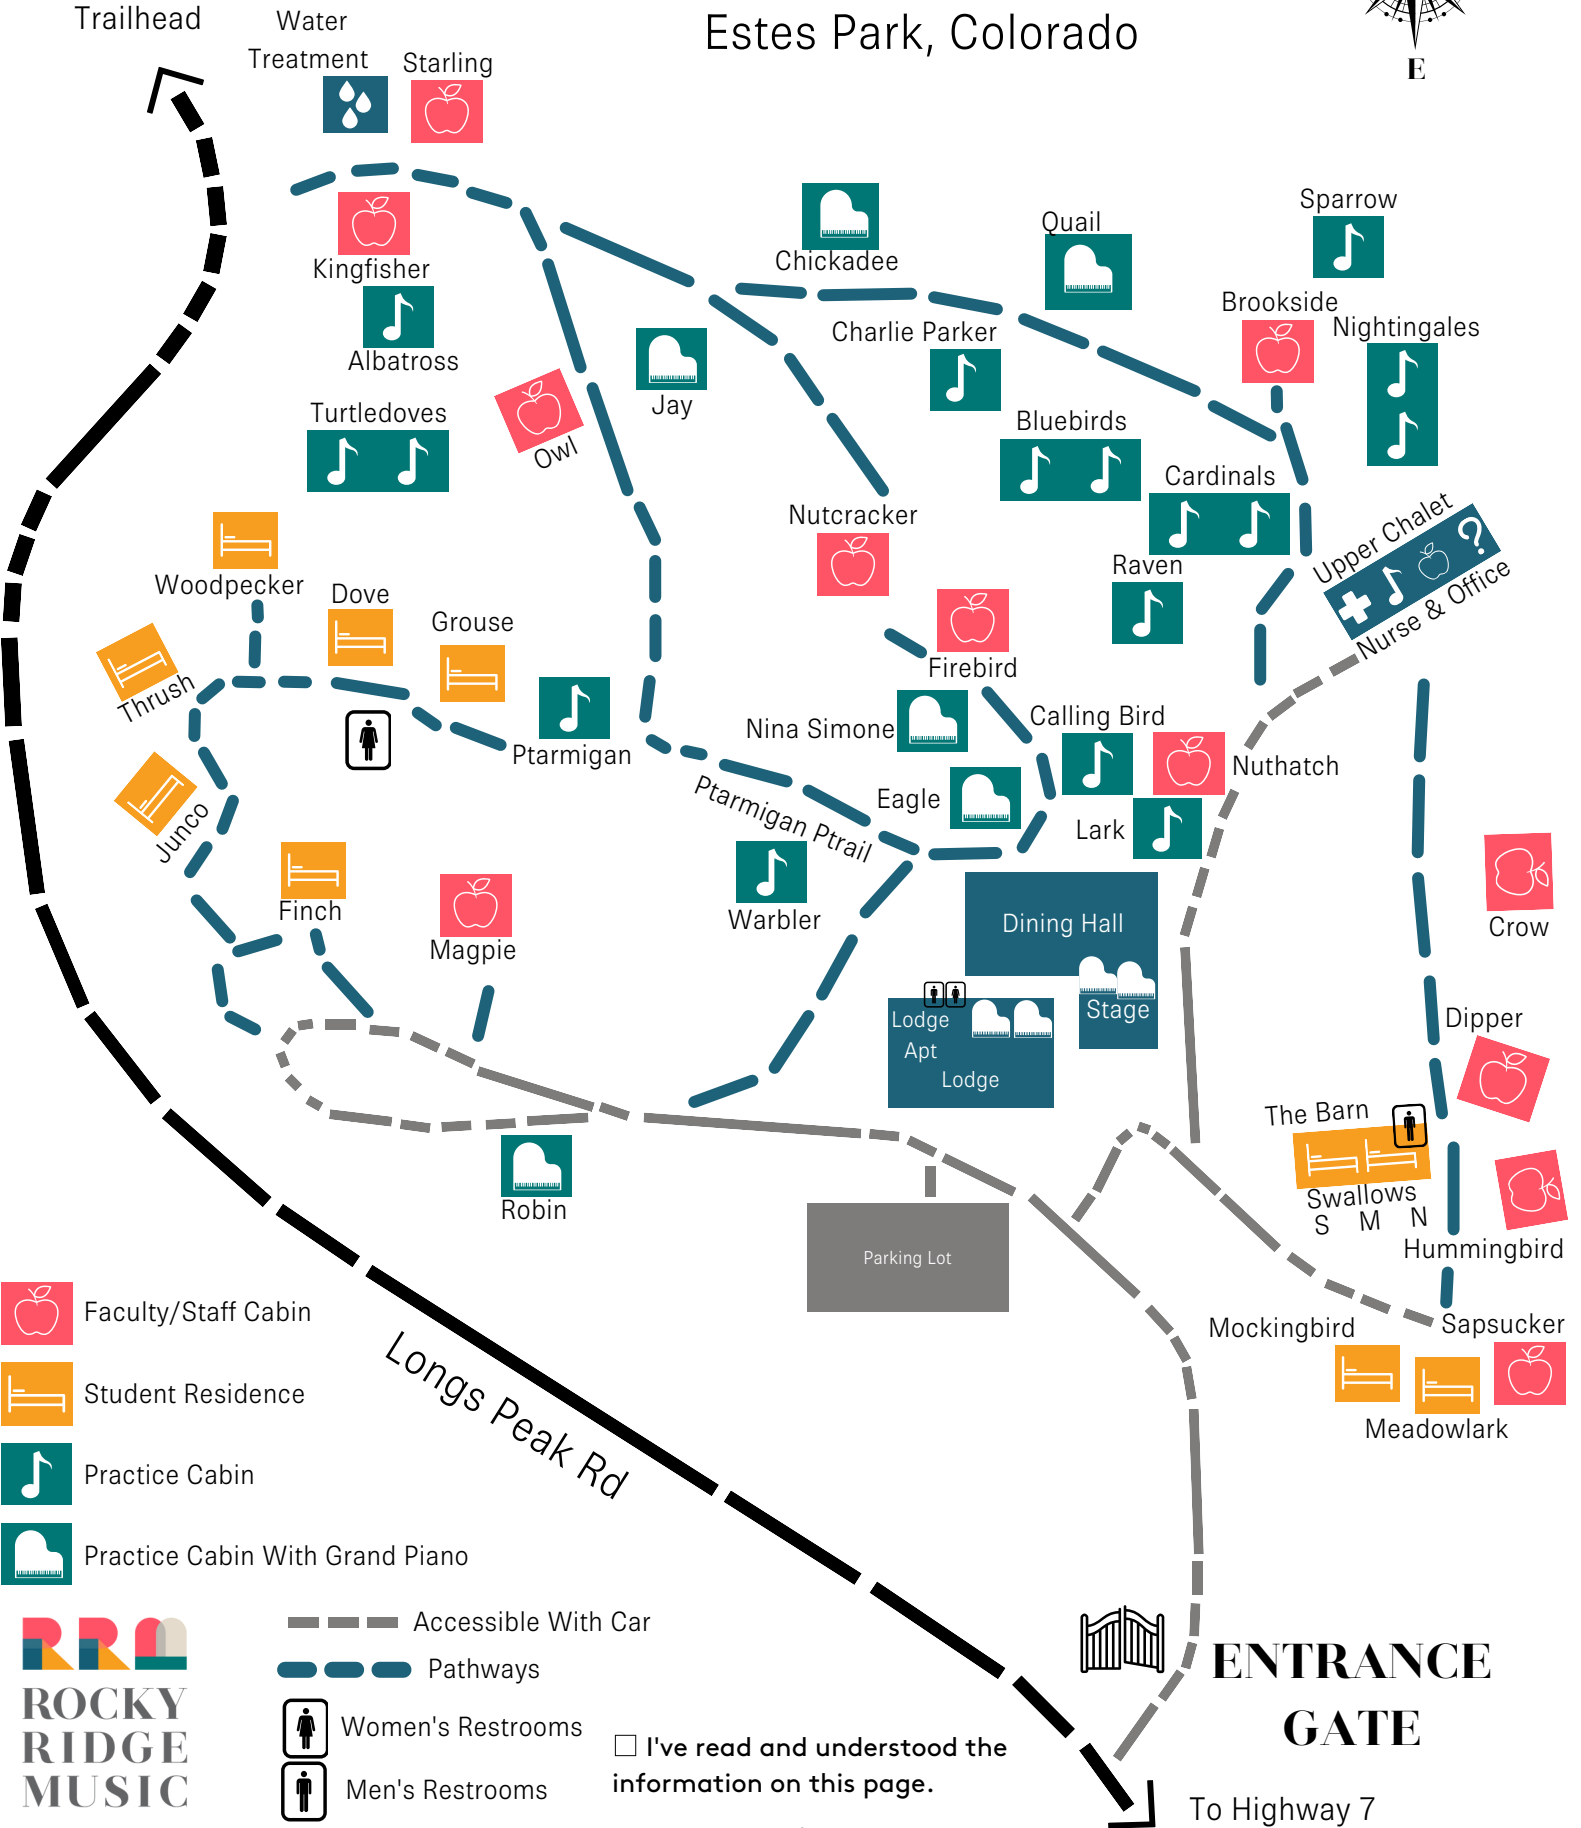 Trailhead
Water
Treatment
Starling
Estes Park, Colorado
E
Kingfisher
Albatross
Chickadee
Quail
Sparrow
Brookside
Nightingales
Charlie Parker
Jay
Turtledoves
Owl
Bluebirds
Cardinals
Nutcracker
Raven
Upper Chalet
?
Nurse & Office
Woodpecker
Dove
Grouse
Thrush
Ptarmigan
Firebird
Nina Simone
Calling Bird
Nuthatch
Junco
Ptarmigan Ptrail
Eagle
Lark
Finch
Magpie
Warbler
Dining Hall
Crow
Stage
Lodge
Apt
Lodge
Dipper
The Barn
Swallows
S M N
Robin
Hummingbird
Parking Lot
Mockingbird
Sapsucker
Meadowlark
Longs Peak Rd
Faculty/Staff Cabin
Student Residence
Practice Cabin
Practice Cabin With Grand Piano
Accessible With Car
Pathways
Women's Restrooms
Men's Restrooms
RRM
ROCKY
RIDGE
MUSIC
☐ I've read and understood the
information on this page.
ENTRANCE
GATE
To Highway 7